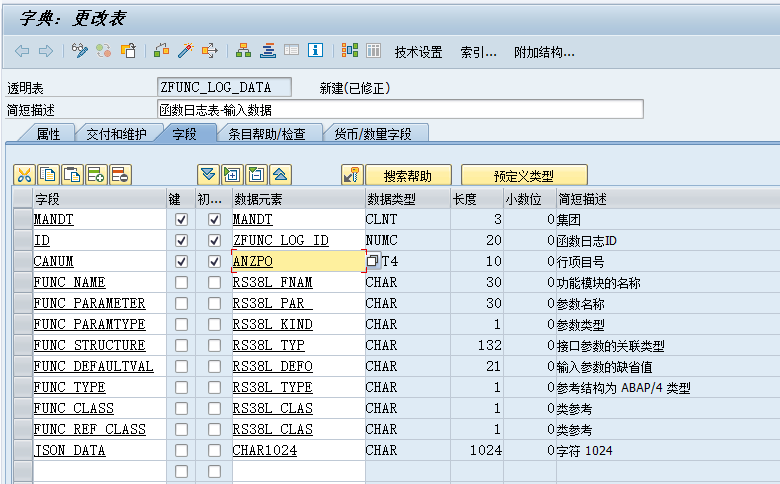 字典: 更改表
技术设置 索引... 附加结构...
透明表 ZFUNC_LOG_DATA 新建(已修正)
简短描述 函数日志表-输入数据
属性 交付和维护 字段 条目帮助/检查 货币/数量字段
搜索帮助 预定义类型
字段 键 初... 数据元素 数据类型 长度 小数位 简短描述
MANDT MANDT CLNT 3 0 集团
ID ZFUNC_LOG_ID NUMC 20 0 函数日志ID
CANUM ANZPO T4 10 0 行项目号
FUNC_NAME RS38L_FNAM CHAR 30 0 功能模块的名称
FUNC_PARAMETER RS38L_PAR_ CHAR 30 0 参数名称
FUNC_PARAMTYPE RS38L_KIND CHAR 1 0 参数类型
FUNC_STRUCTURE RS38L_TYP CHAR 132 0 接口参数的关联类型
FUNC_DEFAULTVAL RS38L_DEFO CHAR 21 0 输入参数的缺省值
FUNC_TYPE RS38L_TYPE CHAR 1 0 参考结构为 ABAP/4 类型
FUNC_CLASS RS38L_CLAS CHAR 1 0 类参考
FUNC_REF_CLASS RS38L_CLAS CHAR 1 0 类参考
JSON_DATA CHAR1024 CHAR 1024 0 字符 1024